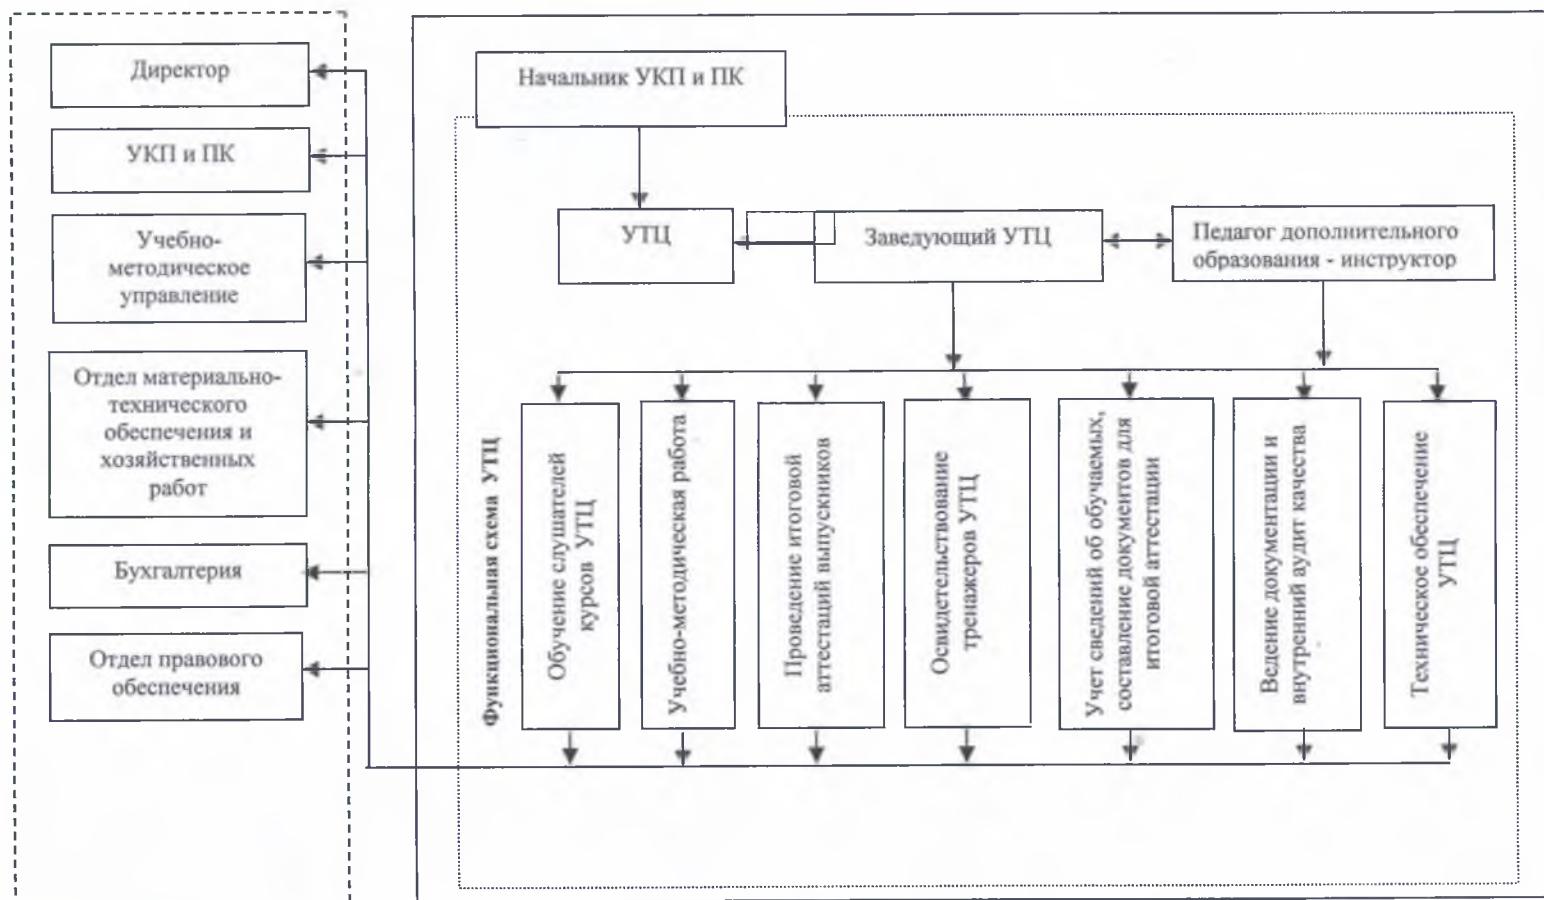 Директор
УКП и ПК
Учебно-
методическое
управление
Отдел материально-
технического
обеспечения и
хозяйственных
работ
Бухгалтерия
Отдел правового
обеспечения
Начальник УКП и ПК
УТЦ
Заведующий УТЦ
Педагог дополнительного
образования - инструктор
Функциональная схема УТЦ
Обучение слушателей
курсов УТЦ
Учебно-методическая работа
Проведение итоговой
аттестаций выпускников
Освидетельствование
тренажеров УТЦ
Учет сведений об обучаемых,
составление документов для
итоговой аттестации
Ведение документации и
внутренний аудит качества
Техническое обеспечение
УТЦ